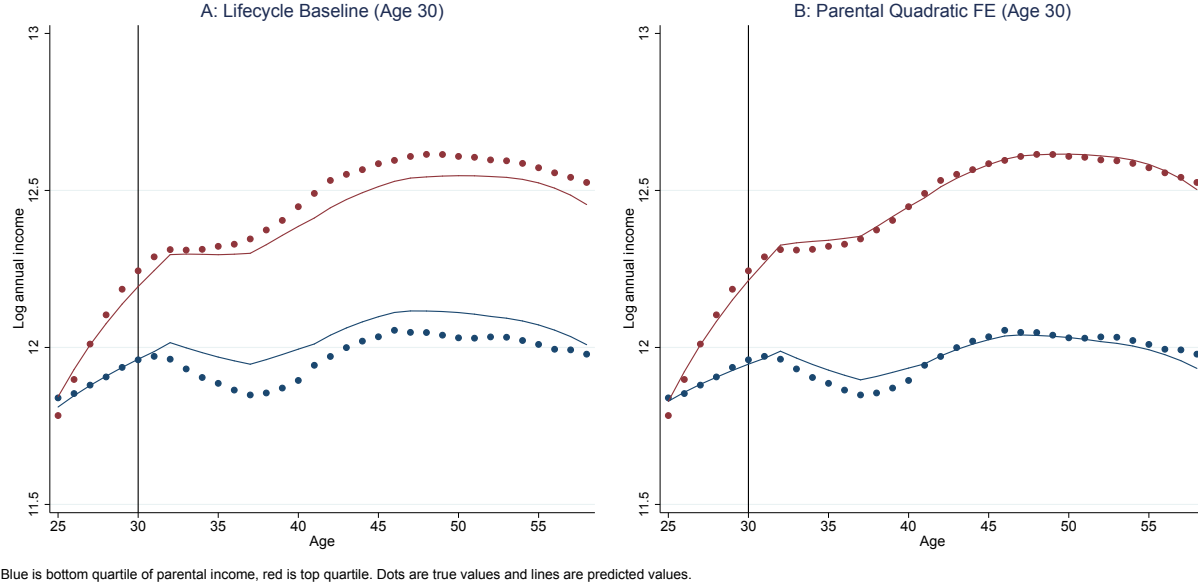 A: Lifecycle Baseline (Age 30)
13
12.5
12
11.5
Log annual income
25 30 35 40 45 50 55
Age
B: Parental Quadratic FE (Age 30)
13
12.5
12
11.5
Log annual income
25 30 35 40 45 50 55
Age
Blue is bottom quartile of parental income, red is top quartile. Dots are true values and lines are predicted values.